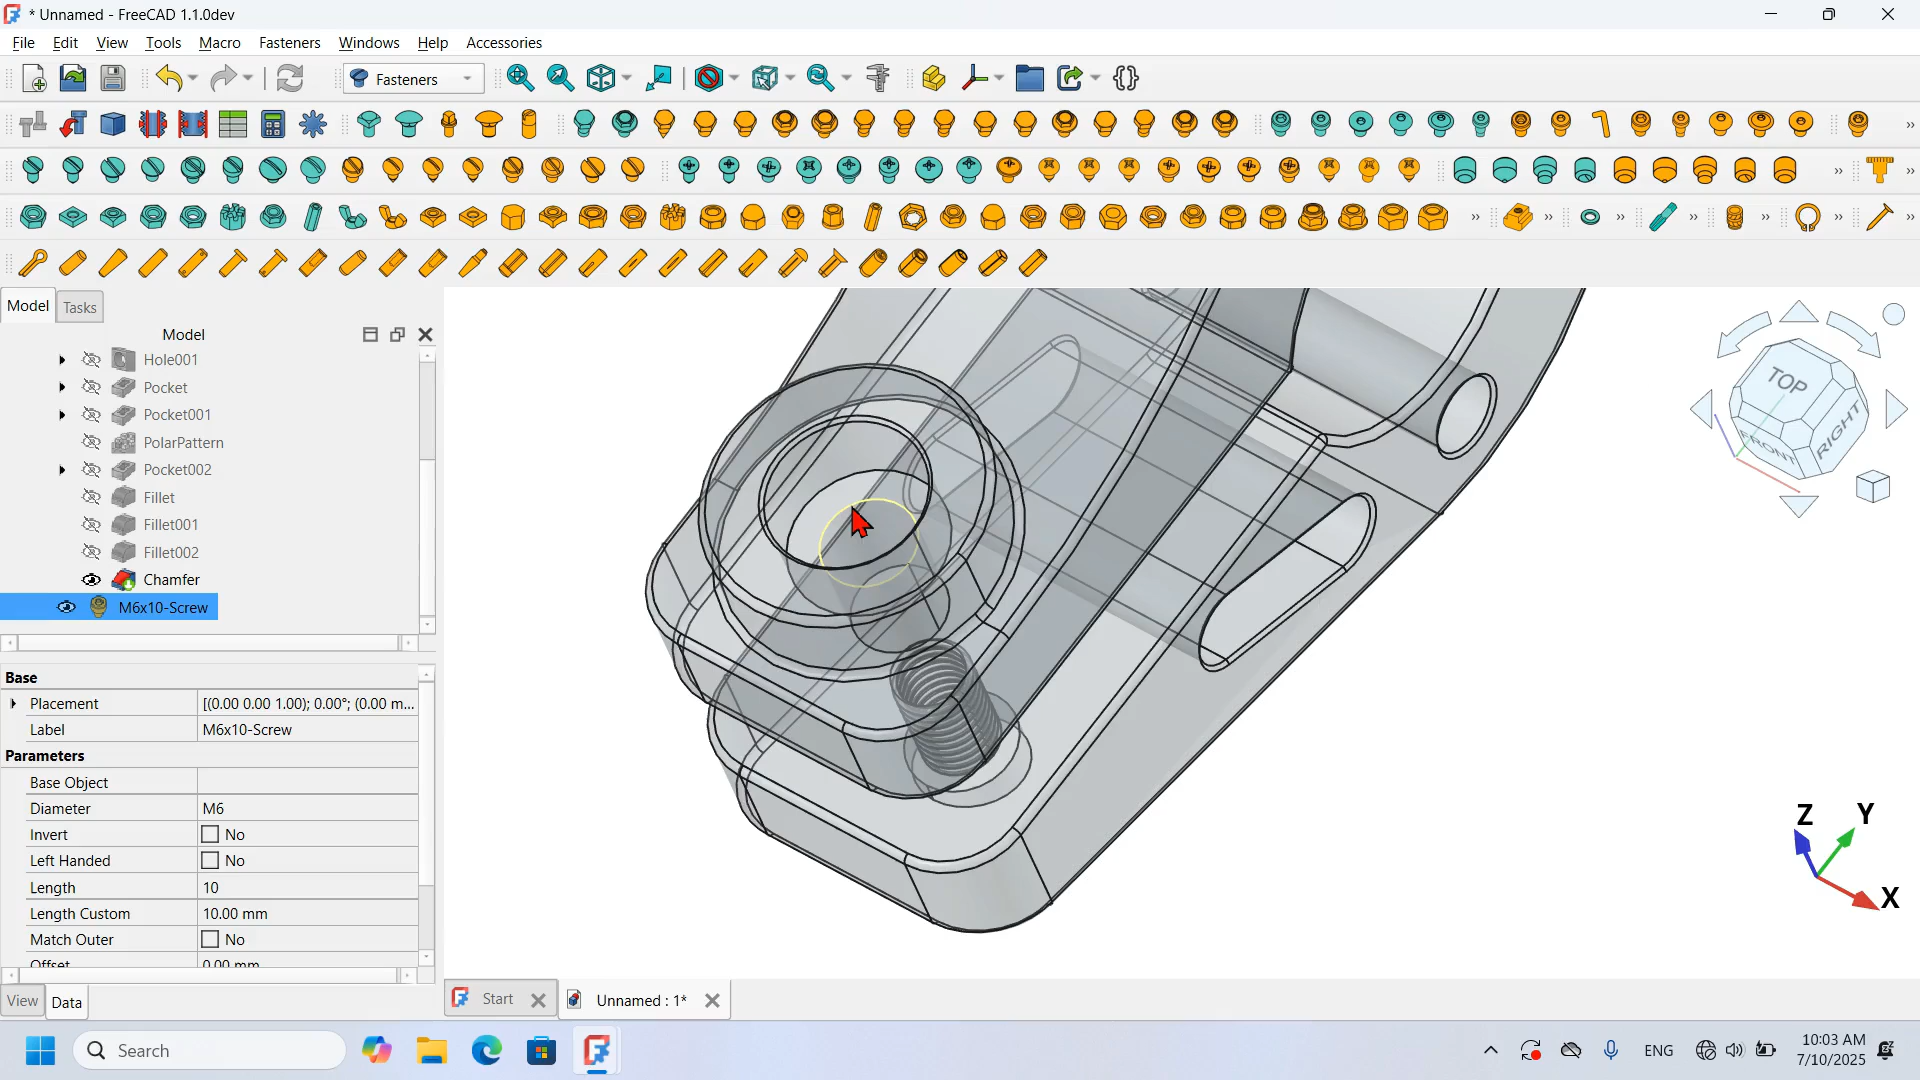 * Unnamed - FreeCAD 1.1.0dev
File Edit View Tools Macro Fasteners Windows Help Accessories
Fasteners
Model Tasks
Model
Hole001
Pocket
Pocket001
PolarPattern
Pocket002
Fillet
Fillet001
Fillet002
Chamfer
M6x10-Screw
Base
Placement [(0.00 0.00 1.00); 0.00°; (0.00 m...
Label M6x10-Screw
Parameters
Base Object
Diameter M6
Invert No
Left Handed No
Length 10
Length Custom 10.00 mm
Match Outer No
Offset 0.00 mm
View Data
TOP
FRONT
RIGHT
Z Y
X
Start
Unnamed : 1*
Search
ENG
10:03 AM
7/10/2025